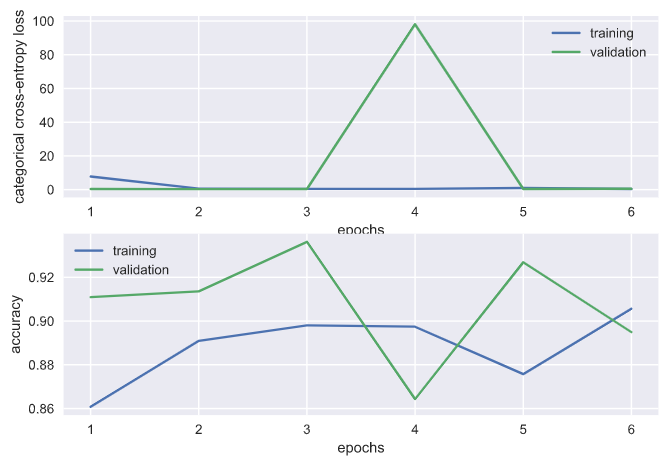 categorical cross-entropy loss
100
80
60
40
20
0
training
validation
1 2 3 4 5 6
epochs
accuracy
0.92
0.90
0.88
0.86
training
validation
1 2 3 4 5 6
epochs